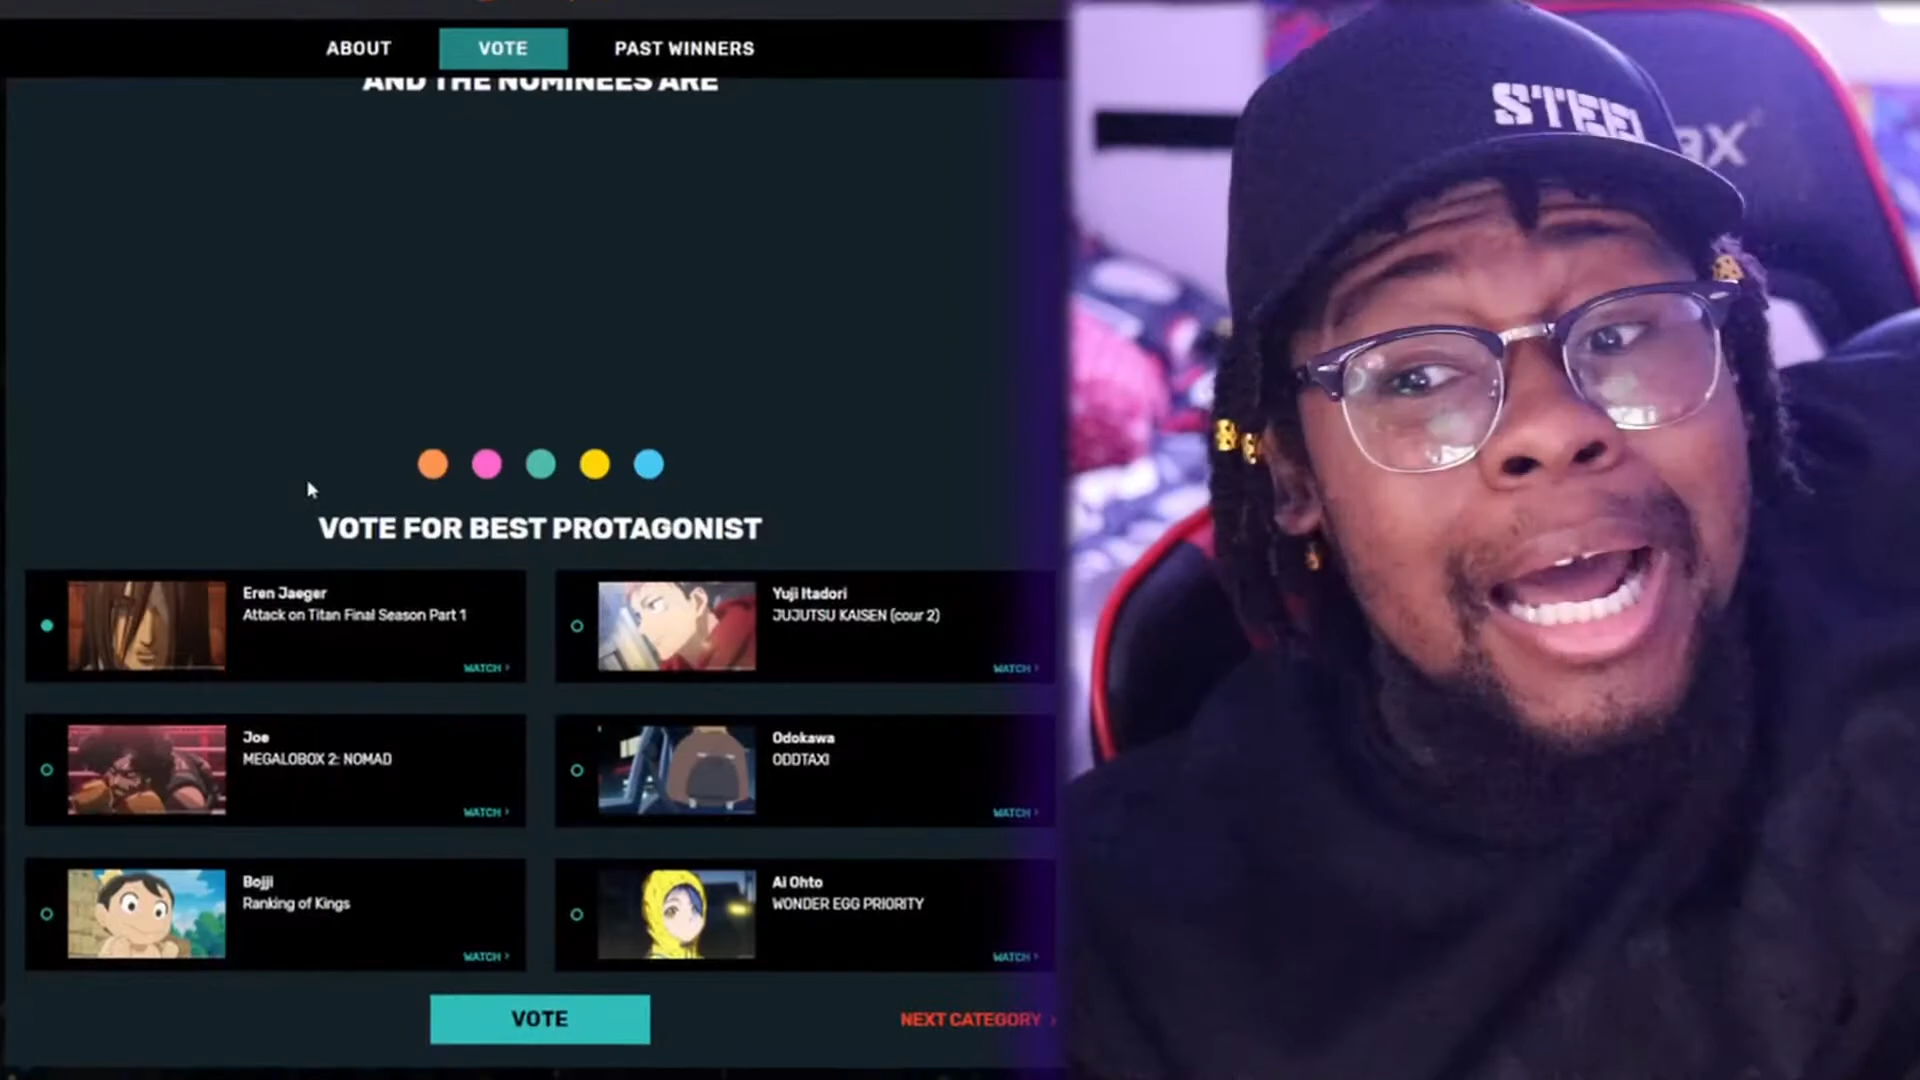 ABOUT
VOTE
PAST WINNERS
AND THE NOMINEES ARE
VOTE FOR BEST PROTAGONIST
Eren Jaeger
Attack on Titan Final Season Part 1
WATCH
Yuji Itadori
JUJUTSU KAISEN (cour 2)
WATCH
Joe
MEGALOBOX 2: NOMAD
WATCH
Odokawa
ODDTAXI
WATCH
Bojji
Ranking of Kings
WATCH
Ai Ohto
WONDER EGG PRIORITY
WATCH
VOTE
NEXT CATEGORY
STEEL